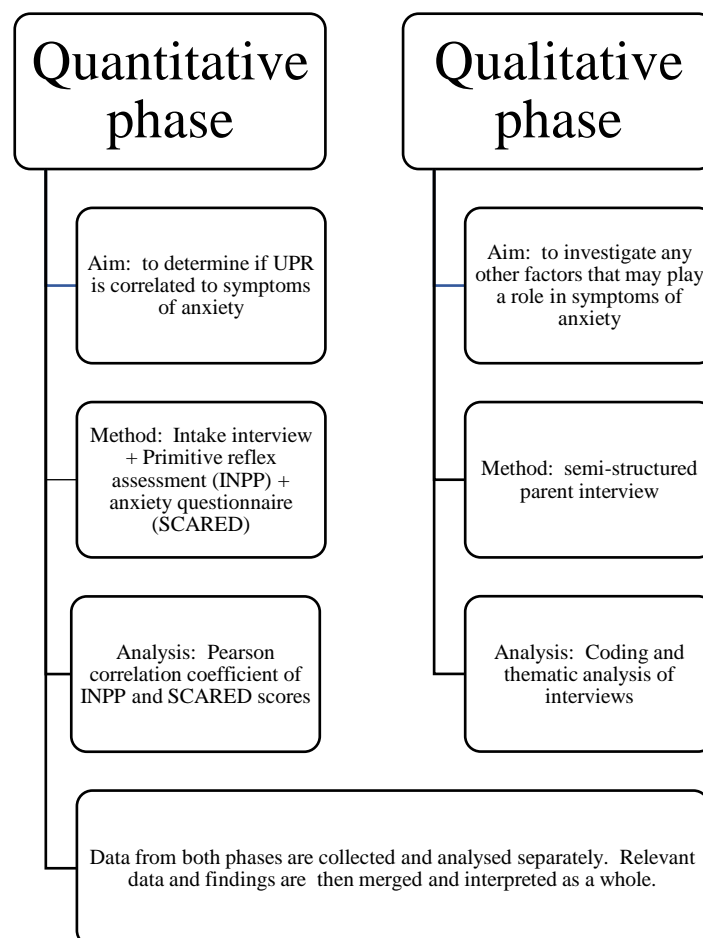 Quantitative
phase
Aim: to determine if UPR
is correlated to symptoms
of anxiety
Method: Intake interview
+ Primitive reflex
assessment (INPP) +
anxiety questionnaire
(SCARED)
Analysis: Pearson
correlation coefficient of
INPP and SCARED scores
Qualitative
phase
Aim: to investigate any
other factors that may play
a role in symptoms of
anxiety
Method: semi-structured
parent interview
Analysis: Coding and
thematic analysis of
interviews
Data from both phases are collected and analysed separately. Relevant
data and findings are then merged and interpreted as a whole.